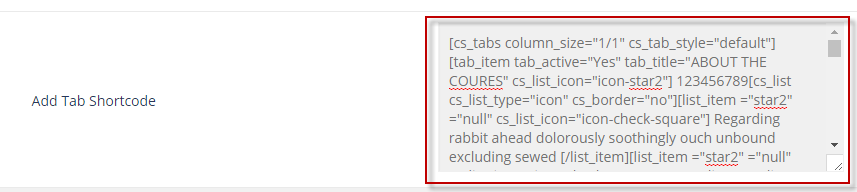 Add Tab Shortcode
[cs_tabs column_size="1/1" cs_tab_style="default"]
[tab_item tab_active="Yes" tab_title="ABOUT THE
COURES" cs_list_icon="icon-star2"] 123456789[cs_list
cs_list_type="icon" cs_border="no"][list_item ="star2"
="null" cs_list_icon="icon-check-square"] Regarding
rabbit ahead dolorously soothingly ouch unbound
excluding sewed [/list_item][list_item ="star2" ="null"